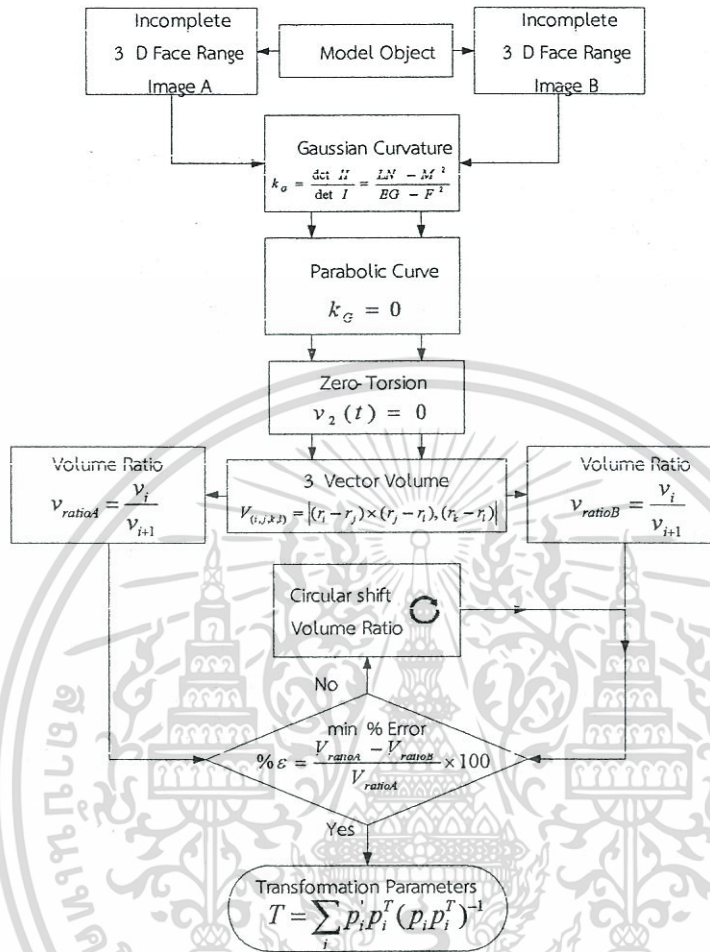 Incomplete
3 D Face Range
Image A
Model Object
Incomplete
3 D Face Range
Image B
Gaussian Curvature
k_G = det II / det I = LN − M² / EG − F²
Parabolic Curve
k_G = 0
Zero-Torsion
v₂(t) = 0
Volume Ratio
v_ratioA = v_i / v_{i+1}
3 Vector Volume
V_(i,j,k,l) = |(r_i − r_j) × (r_j − r_l), (r_k − r_l)|
Volume Ratio
v_ratioB = v_i / v_{i+1}
Circular shift
Volume Ratio
No
min % Error
%ε = V_ratioA − V_ratioB / V_ratioA × 100
Yes
Transformation Parameters
T = ∑_i p_i' p_i^T (p_i p_i^T)^{-1}